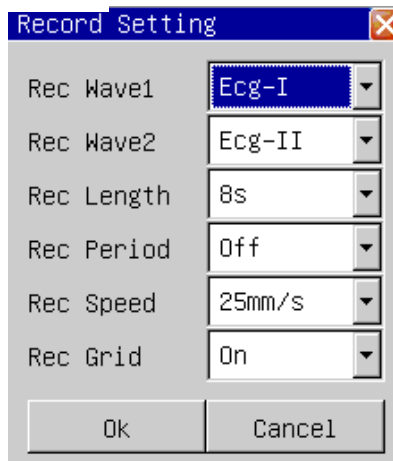 Record Setting
Rec Wave1 Ecg-I
Rec Wave2 Ecg-II
Rec Length 8s
Rec Period Off
Rec Speed 25mm/s
Rec Grid On
Ok Cancel